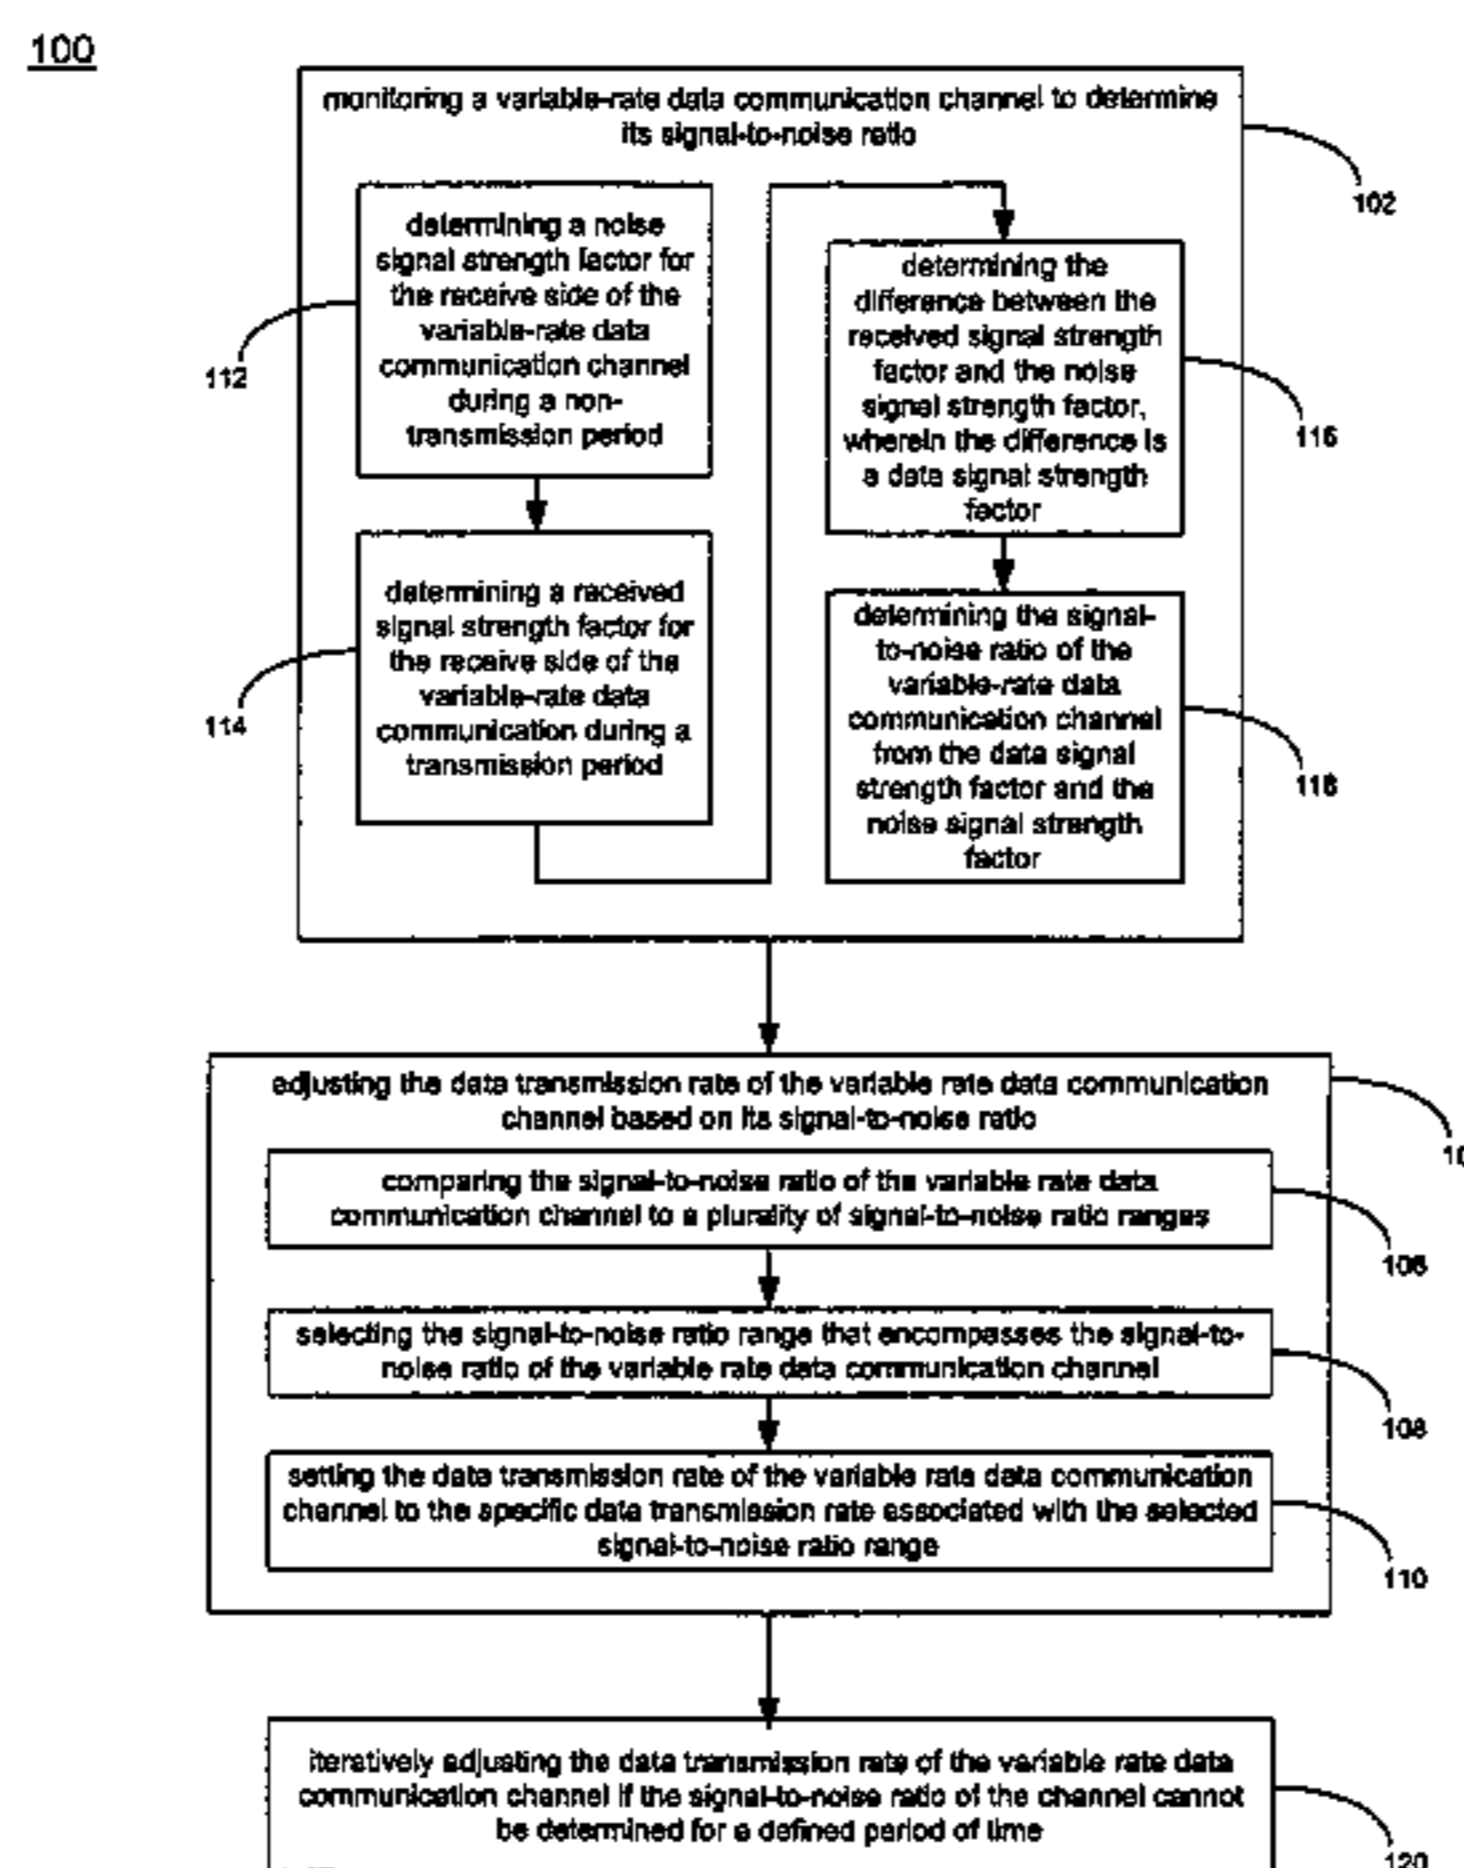 100
monitoring a variable-rate data communication channel to determine
its signal-to-noise ratio
102
determining a noise
signal strength factor for
the receive side of the
variable-rate data
communication channel
during a non-
transmission period
112
determining a received
signal strength factor for
the receive side of the
variable-rate data
communication during a
transmission period
114
determining the
difference between the
received signal strength
factor and the noise
signal strength factor,
wherein the difference is
a data signal strength
factor
116
determining the signal-
to-noise ratio of the
variable-rate data
communication channel
from the data signal
strength factor and the
noise signal strength
factor
118
adjusting the data transmission rate of the variable rate data communication
channel based on its signal-to-noise ratio
comparing the signal-to-noise ratio of the variable rate data
communication channel to a plurality of signal-to-noise ratio ranges
106
selecting the signal-to-noise ratio range that encompasses the signal-to-
noise ratio of the variable rate data communication channel
108
setting the data transmission rate of the variable rate data communication
channel to the specific data transmission rate associated with the selected
signal-to-noise ratio range
110
iteratively adjusting the data transmission rate of the variable rate data
communication channel if the signal-to-noise ratio of the channel cannot
be determined for a defined period of time
120